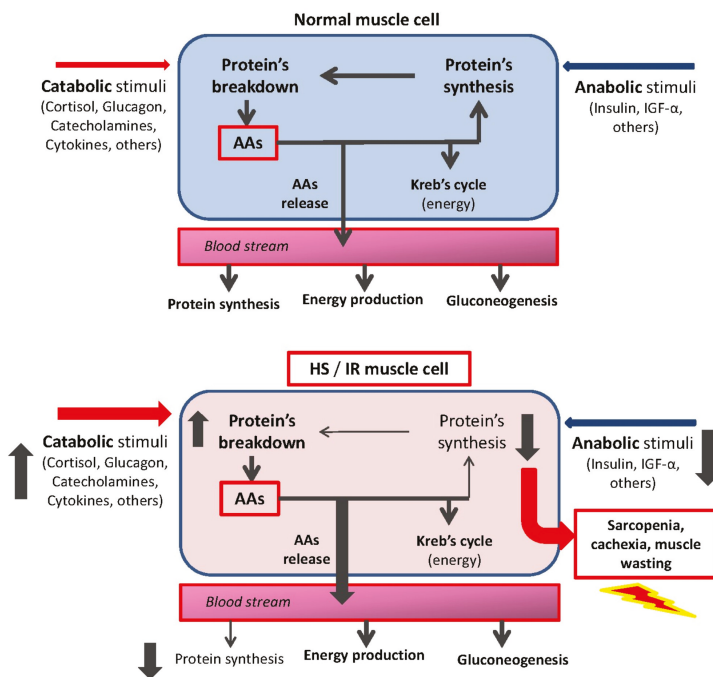 Normal muscle cell
Catabolic stimuli
(Cortisol, Glucagon,
Catecholamines,
Cytokines, others)
Protein's
breakdown
Protein's
synthesis
Anabolic stimuli
(Insulin, IGF-α,
others)
AAs
AAs
release
Kreb's cycle
(energy)
Blood stream
Protein synthesis
Energy production
Gluconeogenesis
HS / IR muscle cell
Catabolic stimuli
(Cortisol, Glucagon,
Catecholamines,
Cytokines, others)
Protein's
breakdown
Protein's
synthesis
Anabolic stimuli
(Insulin, IGF-α,
others)
AAs
AAs
release
Kreb's cycle
(energy)
Sarcopenia,
cachexia, muscle
wasting
Blood stream
Protein synthesis
Energy production
Gluconeogenesis